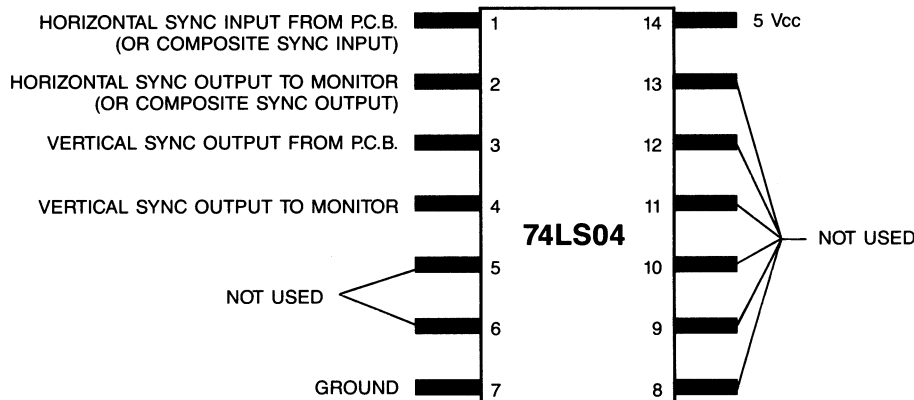 HORIZONTAL SYNC INPUT FROM P.C.B.
(OR COMPOSITE SYNC INPUT)
1
14
5 Vcc
HORIZONTAL SYNC OUTPUT TO MONITOR
(OR COMPOSITE SYNC OUTPUT)
2
13
VERTICAL SYNC OUTPUT FROM P.C.B.
3
12
VERTICAL SYNC OUTPUT TO MONITOR
4
11
74LS04
NOT USED
5
10
NOT USED
6
9
GROUND
7
8